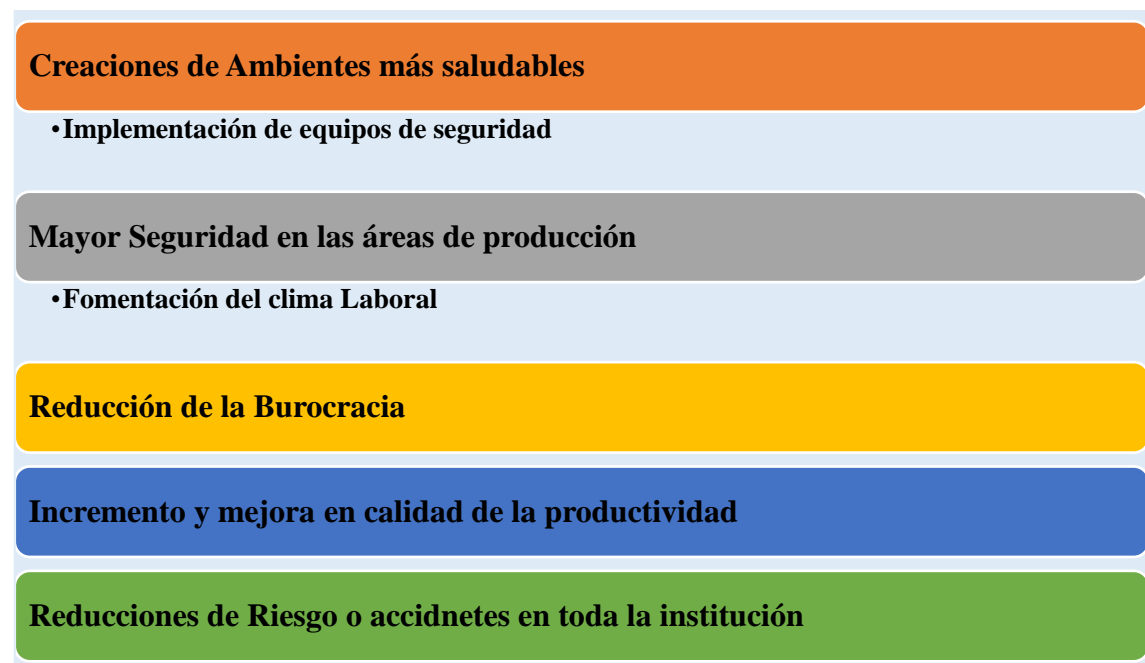 Creaciones de Ambientes más saludables
•Implementación de equipos de seguridad
Mayor Seguridad en las áreas de producción
•Fomentación del clima Laboral
Reducción de la Burocracia
Incremento y mejora en calidad de la productividad
Reducciones de Riesgo o accidnetes en toda la institución